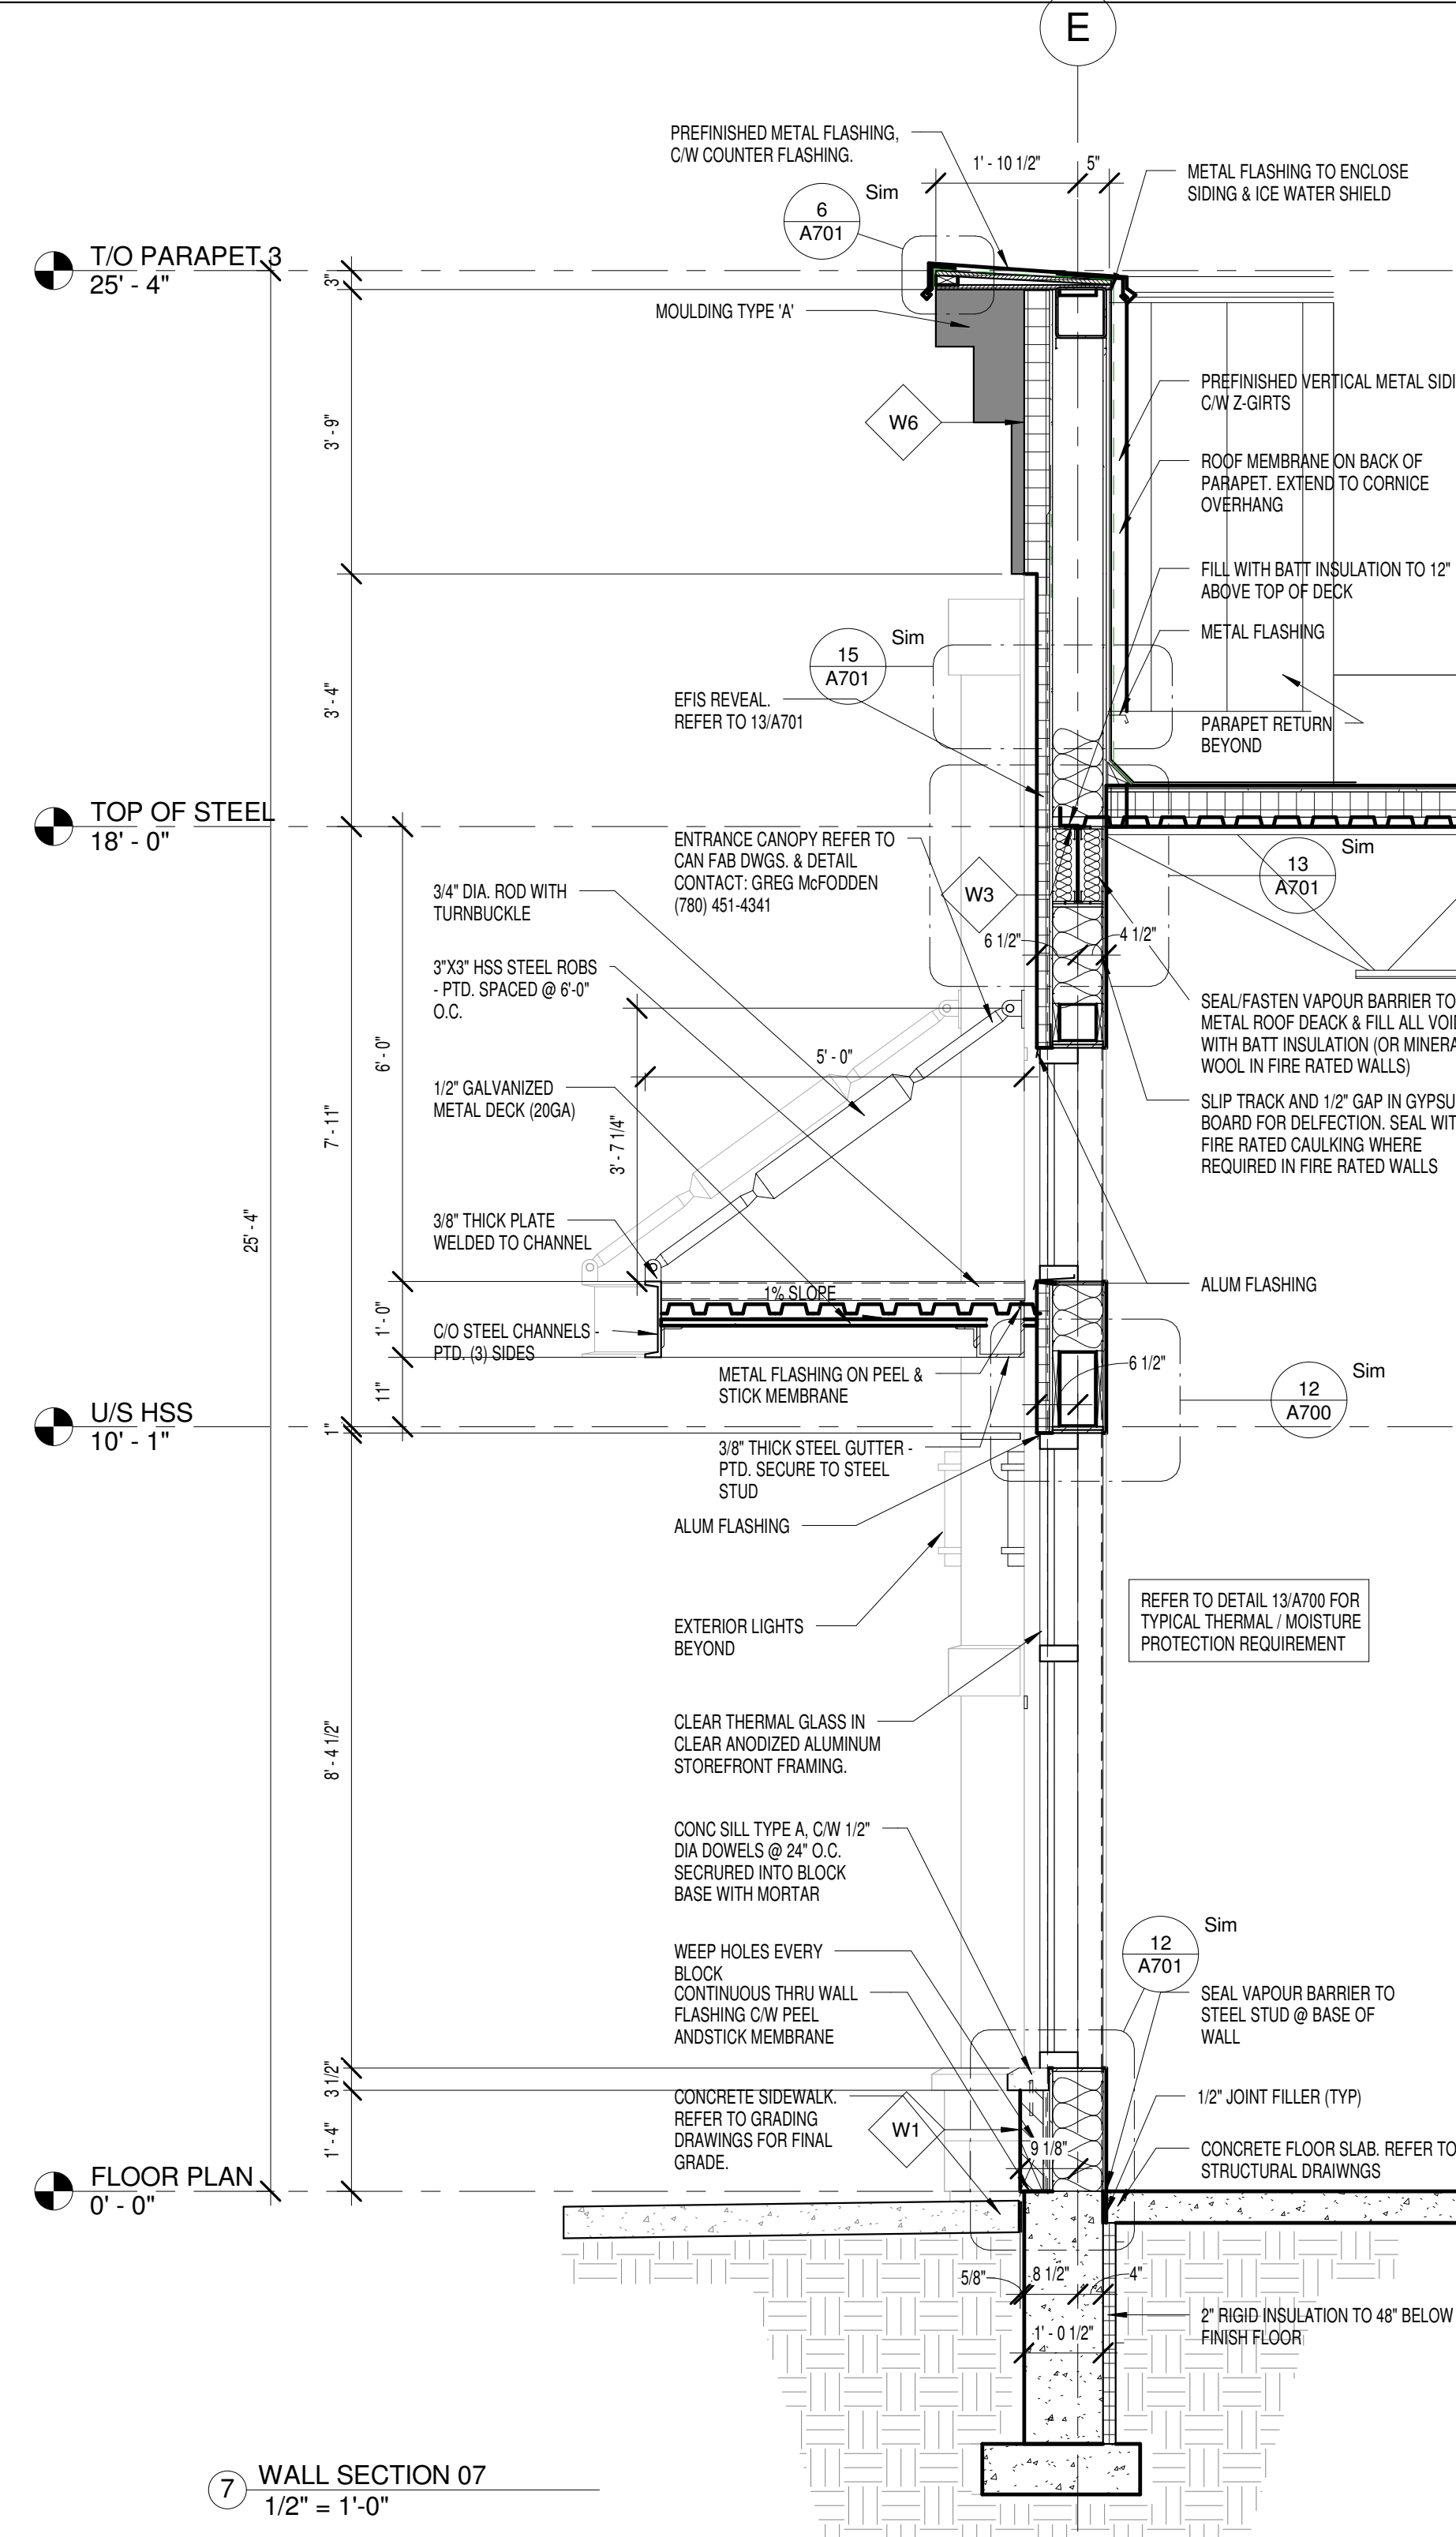 E
PREFINISHED METAL FLASHING,
C/W COUNTER FLASHING.
1' - 10 1/2"
5"
METAL FLASHING TO ENCLOSE
SIDING & ICE WATER SHIELD
6
A701
Sim
T/O PARAPET 3
25' - 4"
3"
MOULDING TYPE 'A'
PREFINISHED VERTICAL METAL SIDI
C/W Z-GIRTS
W6
3' - 9"
ROOF MEMBRANE ON BACK OF
PARAPET. EXTEND TO CORNICE
OVERHANG
FILL WITH BATT INSULATION TO 12"
ABOVE TOP OF DECK
METAL FLASHING
15
A701
Sim
3' - 4"
EFIS REVEAL.
REFER TO 13/A701
PARAPET RETURN
BEYOND
TOP OF STEEL
18' - 0"
ENTRANCE CANOPY REFER TO
CAN FAB DWGS. & DETAIL
CONTACT: GREG McFODDEN
(780) 451-4341
13
A701
Sim
W3
3/4" DIA. ROD WITH
TURNBUCKLE
6 1/2"
4 1/2"
3"X3" HSS STEEL ROBS
- PTD. SPACED @ 6'-0"
O.C.
SEAL/FASTEN VAPOUR BARRIER TO
METAL ROOF DEACK & FILL ALL VOI
WITH BATT INSULATION (OR MINERA
WOOL IN FIRE RATED WALLS)
6' - 0"
5' - 0"
1/2" GALVANIZED
METAL DECK (20GA)
7' - 11"
3' - 7 1/4"
SLIP TRACK AND 1/2" GAP IN GYPSU
BOARD FOR DELFECTION. SEAL WIT
FIRE RATED CAULKING WHERE
REQUIRED IN FIRE RATED WALLS
25' - 4"
3/8" THICK PLATE
WELDED TO CHANNEL
ALUM FLASHING
1% SLOPE
1' - 0"
C/O STEEL CHANNELS -
PTD. (3) SIDES
METAL FLASHING ON PEEL &
STICK MEMBRANE
6 1/2"
12
A700
Sim
11"
U/S HSS
10' - 1"
1"
3/8" THICK STEEL GUTTER -
PTD. SECURE TO STEEL
STUD
ALUM FLASHING
EXTERIOR LIGHTS
BEYOND
REFER TO DETAIL 13/A700 FOR
TYPICAL THERMAL / MOISTURE
PROTECTION REQUIREMENT
8' - 4 1/2"
CLEAR THERMAL GLASS IN
CLEAR ANODIZED ALUMINUM
STOREFRONT FRAMING.
CONC SILL TYPE A, C/W 1/2"
DIA DOWELS @ 24" O.C.
SECRURED INTO BLOCK
BASE WITH MORTAR
12
A701
Sim
WEEP HOLES EVERY
BLOCK
CONTINUOUS THRU WALL
FLASHING C/W PEEL
ANDSTICK MEMBRANE
SEAL VAPOUR BARRIER TO
STEEL STUD @ BASE OF
WALL
3 1/2"
CONCRETE SIDEWALK.
REFER TO GRADING
DRAWINGS FOR FINAL
GRADE.
W1
1/2" JOINT FILLER (TYP)
1' - 4"
9 1/8"
CONCRETE FLOOR SLAB. REFER TO
STRUCTURAL DRAIWNGS
FLOOR PLAN
0' - 0"
5/8"
8 1/2"
4"
2" RIGID INSULATION TO 48" BELOW
FINISH FLOOR
1' - 0 1/2"
7
WALL SECTION 07
1/2" = 1'-0"